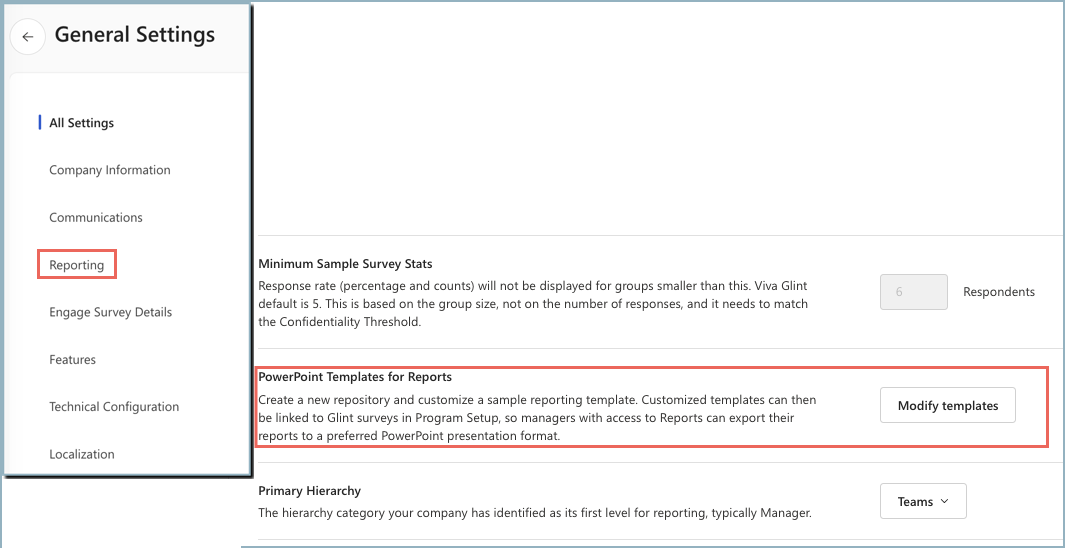 General Settings
All Settings
Company Information
Communications
Reporting
Engage Survey Details
Features
Technical Configuration
Localization
Minimum Sample Survey Stats
Response rate (percentage and counts) will not be displayed for groups smaller than this. Viva Glint
default is 5. This is based on the group size, not on the number of responses, and it needs to match
the Confidentiality Threshold.
6
Respondents
PowerPoint Templates for Reports
Create a new repository and customize a sample reporting template. Customized templates can then
be linked to Glint surveys in Program Setup, so managers with access to Reports can export their
reports to a preferred PowerPoint presentation format.
Modify templates
Primary Hierarchy
The hierarchy category your company has identified as its first level for reporting, typically Manager.
Teams